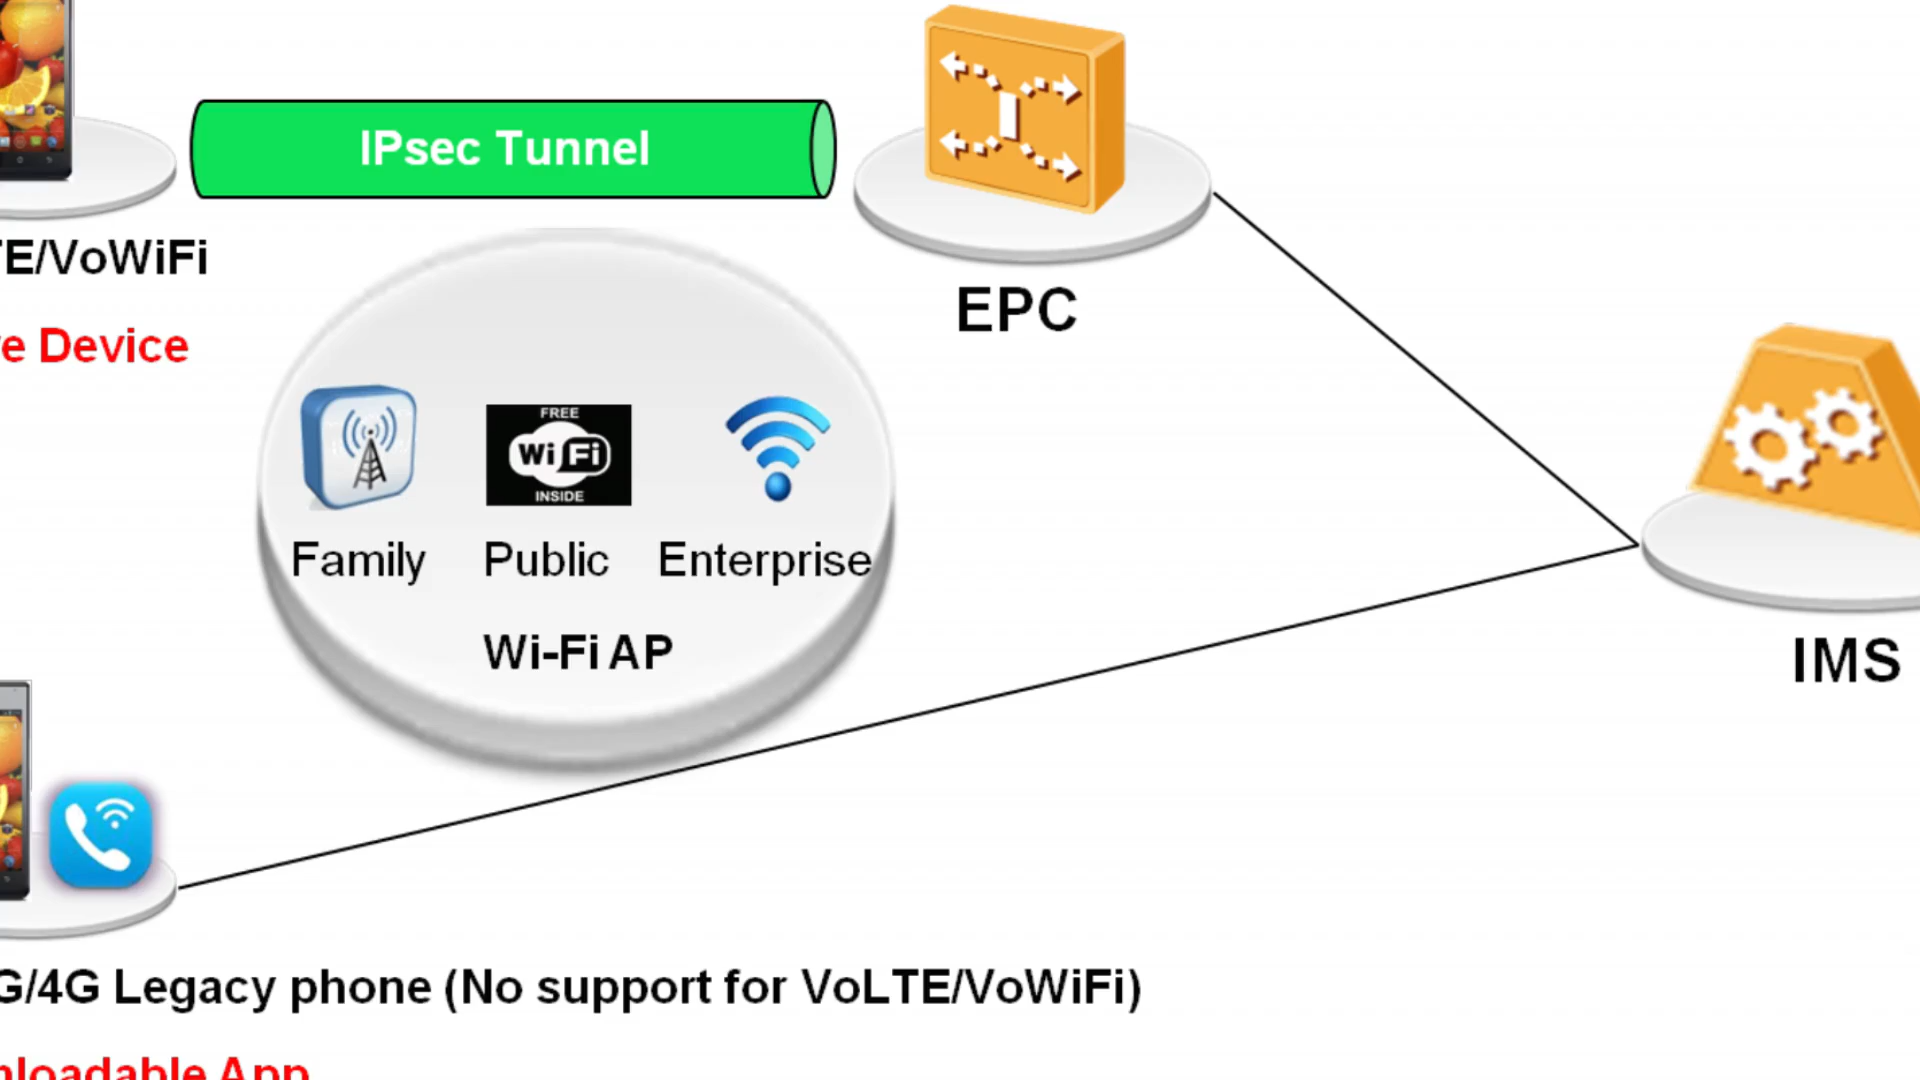 IPsec Tunnel
TE/VoWiFi
e Device
EPC
FREE
Wi Fi
INSIDE
Family Public Enterprise
Wi-Fi AP
IMS
G/4G Legacy phone (No support for VoLTE/VoWiFi)
nloadable App